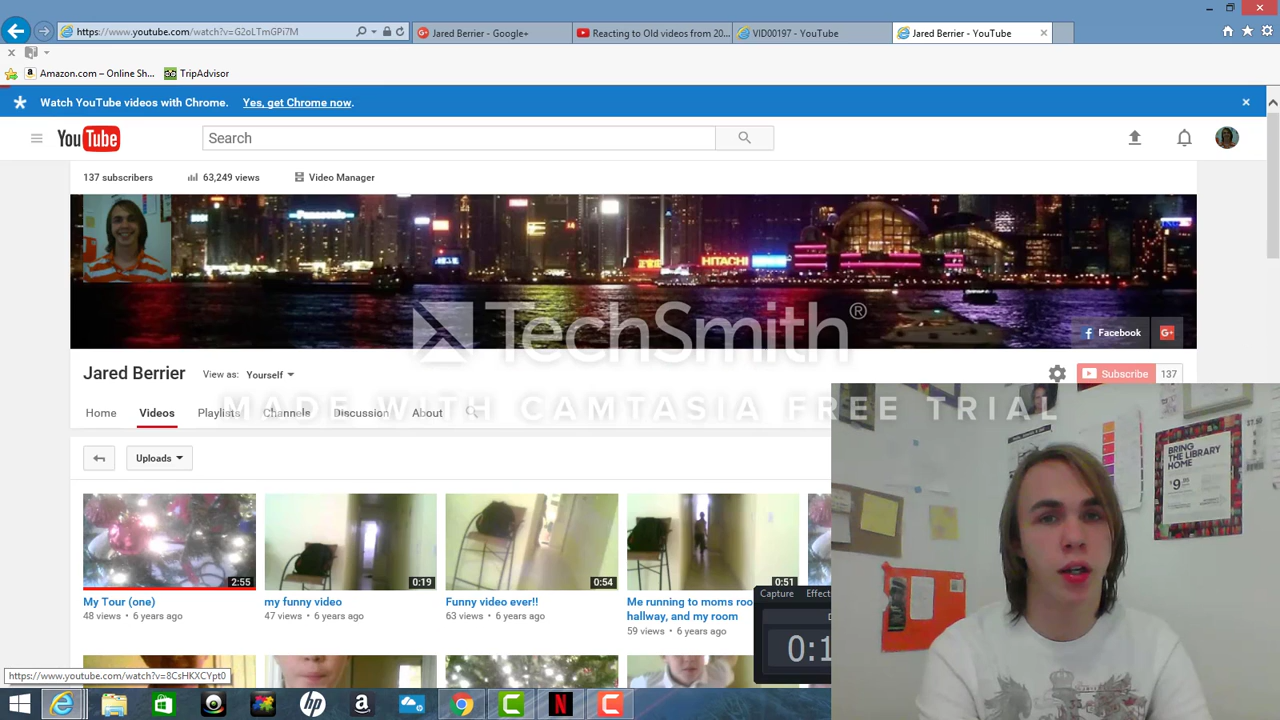 https://www.youtube.com/watch?v=G2oLTmGPi7M
Jared Berrier - Google+
Reacting to Old videos from 20...
VID00197 - YouTube
Jared Berrier - YouTube
Amazon.com – Online Sh...
TripAdvisor
Watch YouTube videos with Chrome. Yes, get Chrome now.
YouTube
Search
137 subscribers
63,249 views
Video Manager
Panasonic
HITACHI
TechSmith®
Facebook
G+
Jared Berrier
View as: Yourself
Subscribe 137
MADE WITH CAMTASIA FREE TRIAL
Home Videos Playlists Channels Discussion About
Uploads
BRING
THE LIBRARY
HOME
2:55
0:19
0:54
0:51
My Tour (one)
48 views • 6 years ago
my funny video
47 views • 6 years ago
Funny video ever!!
63 views • 6 years ago
Me running to moms roo
hallway, and my room
59 views • 6 years ago
Capture Effect
0:1
https://www.youtube.com/watch?v=8CsHKXCYpt0
hp